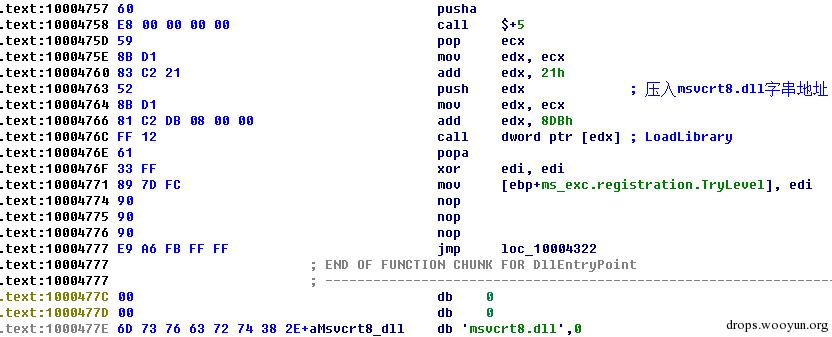 .text:10004757 60 pusha
.text:10004758 E8 00 00 00 00 call $+5
.text:1000475D 59 pop ecx
.text:1000475E 8B D1 mov edx, ecx
.text:10004760 83 C2 21 add edx, 21h
.text:10004763 52 push edx ; 压入msvcrt8.dll字串地址
.text:10004764 8B D1 mov edx, ecx
.text:10004766 81 C2 DB 08 00 00 add edx, 8DBh
.text:1000476C FF 12 call dword ptr [edx] ; LoadLibrary
.text:1000476E 61 popa
.text:1000476F 33 FF xor edi, edi
.text:10004771 89 7D FC mov [ebp+ms_exc.registration.TryLevel], edi
.text:10004774 90 nop
.text:10004775 90 nop
.text:10004776 90 nop
.text:10004777 E9 A6 FB FF FF jmp loc_10004322
.text:10004777 ; END OF FUNCTION CHUNK FOR DllEntryPoint
.text:10004777 ; ---------------------------------------------------------------
.text:1000477C 00 db 0
.text:1000477D 00 db 0
.text:1000477E 6D 73 76 63 72 74 38 2E+aMsvcrt8_dll db 'msvcrt8.dll',0
drops.wooyun.org